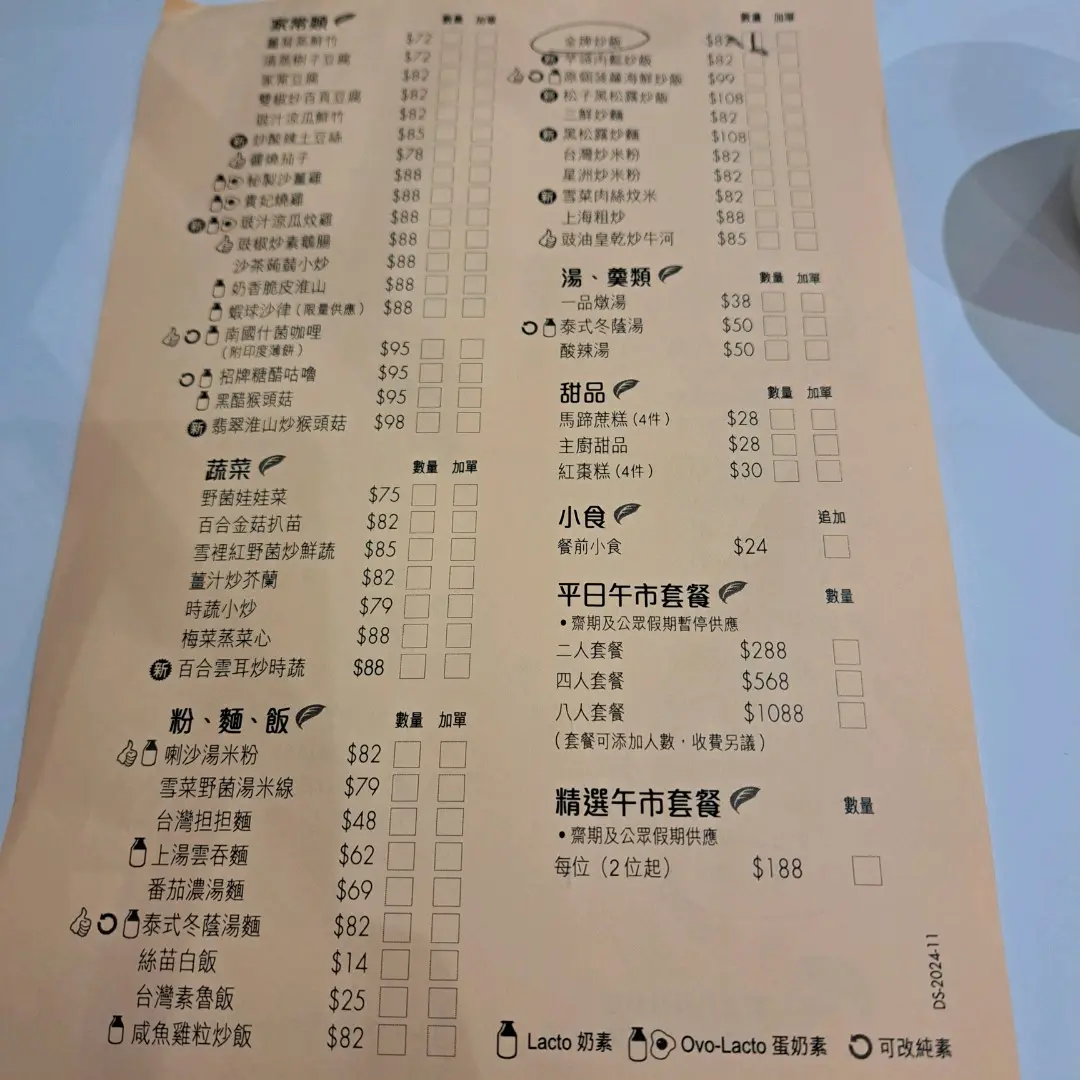 家常類 數量 加單
薑茸蒸鮮竹 $72
清蒸樹子豆腐 $72
家常豆腐 $82
雙椒炒百頁豆腐 $82
豉汁涼瓜鮮竹 $82
新 炒酸辣土豆絲 $85
醬燒茄子 $78
秘製沙薑雞 $88
貴妃燒雞 $88
新 豉汁涼瓜炆雞 $88
豉椒炒素鵝腸 $88
沙茶蒟蒻小炒 $88
奶香脆皮淮山 $88
蝦球沙律(限量供應) $88
南國什菌咖喱
(附印度薄餅) $95
招牌糖醋咕嚕 $95
黑醋猴頭菇 $95
新 翡翠淮山炒猴頭菇 $98
蔬菜 數量 加單
野菌娃娃菜 $75
百合金菇扒苗 $82
雪裡紅野菌炒鮮蔬 $85
薑汁炒芥蘭 $82
時蔬小炒 $79
梅菜蒸菜心 $88
新 百合雲耳炒時蔬 $88
粉、麵、飯 數量 加單
喇沙湯米粉 $82
雪菜野菌湯米線 $79
台灣担担麵 $48
上湯雲吞麵 $62
番茄濃湯麵 $69
泰式冬蔭湯麵 $82
絲苗白飯 $14
台灣素魯飯 $25
咸魚雞粒炒飯 $82
數量 加單
金牌炒飯 $82
新 芋頭肉鬆炒飯 $82
原個菠蘿海鮮炒飯 $99
新 松子黑松露炒飯 $108
三鮮炒麵 $82
新 黑松露炒麵 $108
台灣炒米粉 $82
星洲炒米粉 $82
新 雪菜肉絲炆米 $82
上海粗炒 $88
豉油皇乾炒牛河 $85
湯、羹類 數量 加單
一品燉湯 $38
泰式冬蔭湯 $50
酸辣湯 $50
甜品 數量 加單
馬蹄蔗糕(4件) $28
主廚甜品 $28
紅棗糕(4件) $30
小食 追加
餐前小食 $24
平日午市套餐 數量
•齋期及公眾假期暫停供應
二人套餐 $288
四人套餐 $568
八人套餐 $1088
(套餐可添加人數，收費另議)
精選午市套餐 數量
•齋期及公眾假期供應
每位(2位起) $188
DS-2024-11
Lacto 奶素 Ovo-Lacto 蛋奶素 可改純素